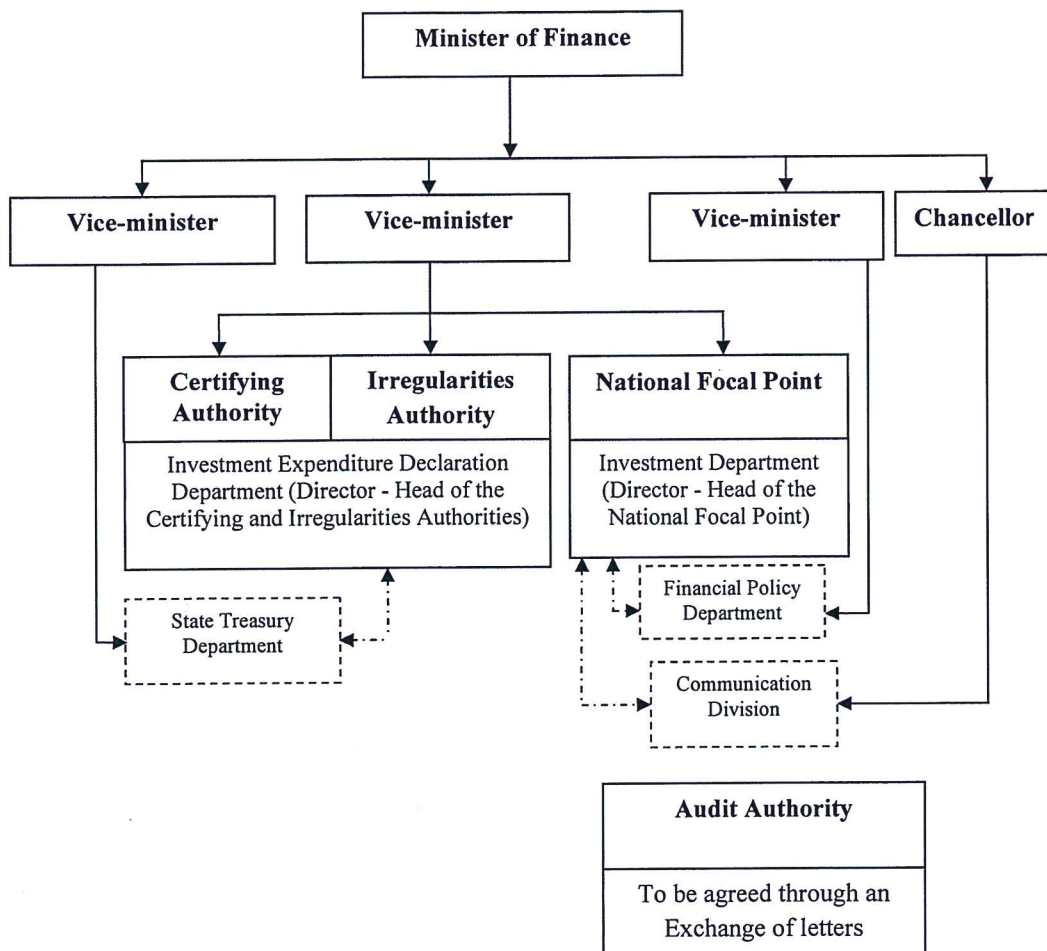 Minister of Finance
Vice-minister
Vice-minister
Vice-minister
Chancellor
Certifying
Authority
Irregularities
Authority
National Focal Point
Investment Expenditure Declaration
Department (Director - Head of the
Certifying and Irregularities Authorities)
Investment Department
(Director - Head of the
National Focal Point)
State Treasury
Department
Financial Policy
Department
Communication
Division
Audit Authority
To be agreed through an
Exchange of letters